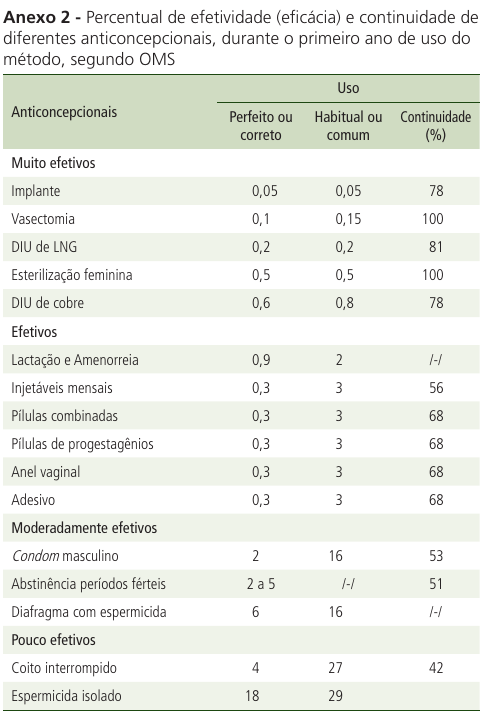 Anexo 2 - Percentual de efetividade (eficácia) e continuidade de
diferentes anticoncepcionais, durante o primeiro ano de uso do
método, segundo OMS
Anticoncepcionais Uso
Perfeito ou correto Habitual ou comum Continuidade (%)
Muito efetivos
Implante 0,05 0,05 78
Vasectomia 0,1 0,15 100
DIU de LNG 0,2 0,2 81
Esterilização feminina 0,5 0,5 100
DIU de cobre 0,6 0,8 78
Efetivos
Lactação e Amenorreia 0,9 2 /-/
Injetáveis mensais 0,3 3 56
Pílulas combinadas 0,3 3 68
Pílulas de progestagênios 0,3 3 68
Anel vaginal 0,3 3 68
Adesivo 0,3 3 68
Moderadamente efetivos
Condom masculino 2 16 53
Abstinência períodos férteis 2 a 5 /-/ 51
Diafragma com espermicida 6 16 /-/
Pouco efetivos
Coito interrompido 4 27 42
Espermicida isolado 18 29